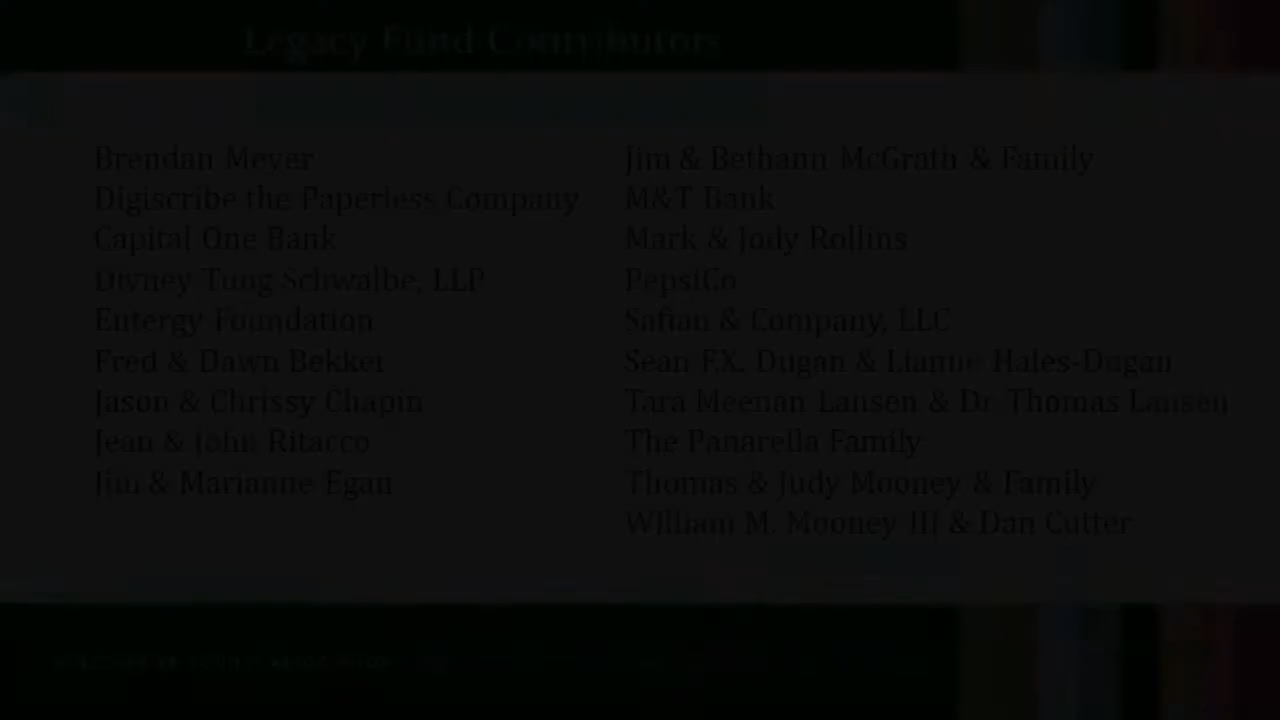 Legacy Fund Contributors
Brendan Meyer
Digiscribe the Paperless Company
Capital One Bank
Divney Tung Schwalbe, LLP
Entergy Foundation
Fred & Dawn Bekker
Jason & Chrissy Chapin
Jean & John Ritacco
Jim & Marianne Egan
Jim & Bethann McGrath & Family
M&T Bank
Mark & Jody Rollins
PepsiCo
Safian & Company, LLC
Sean F.X. Dugan & Lianne Hales-Dugan
Tara Meenan Lansen & Dr. Thomas Lansen
The Panarella Family
Thomas & Judy Mooney & Family
William M. Mooney III & Dan Cutter